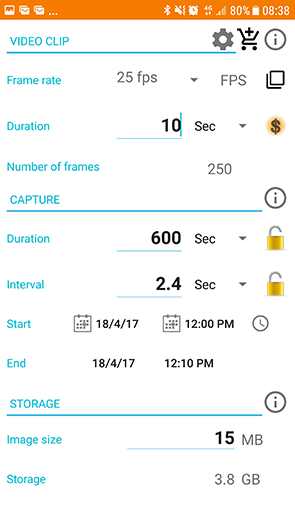 80% 08:38
VIDEO CLIP
Frame rate 25 fps FPS
Duration 10 Sec $
Number of frames 250
CAPTURE
Duration 600 Sec
Interval 2.4 Sec
Start 18/4/17 12:00 PM
End 18/4/17 12:10 PM
STORAGE
Image size 15 MB
Storage 3.8 GB